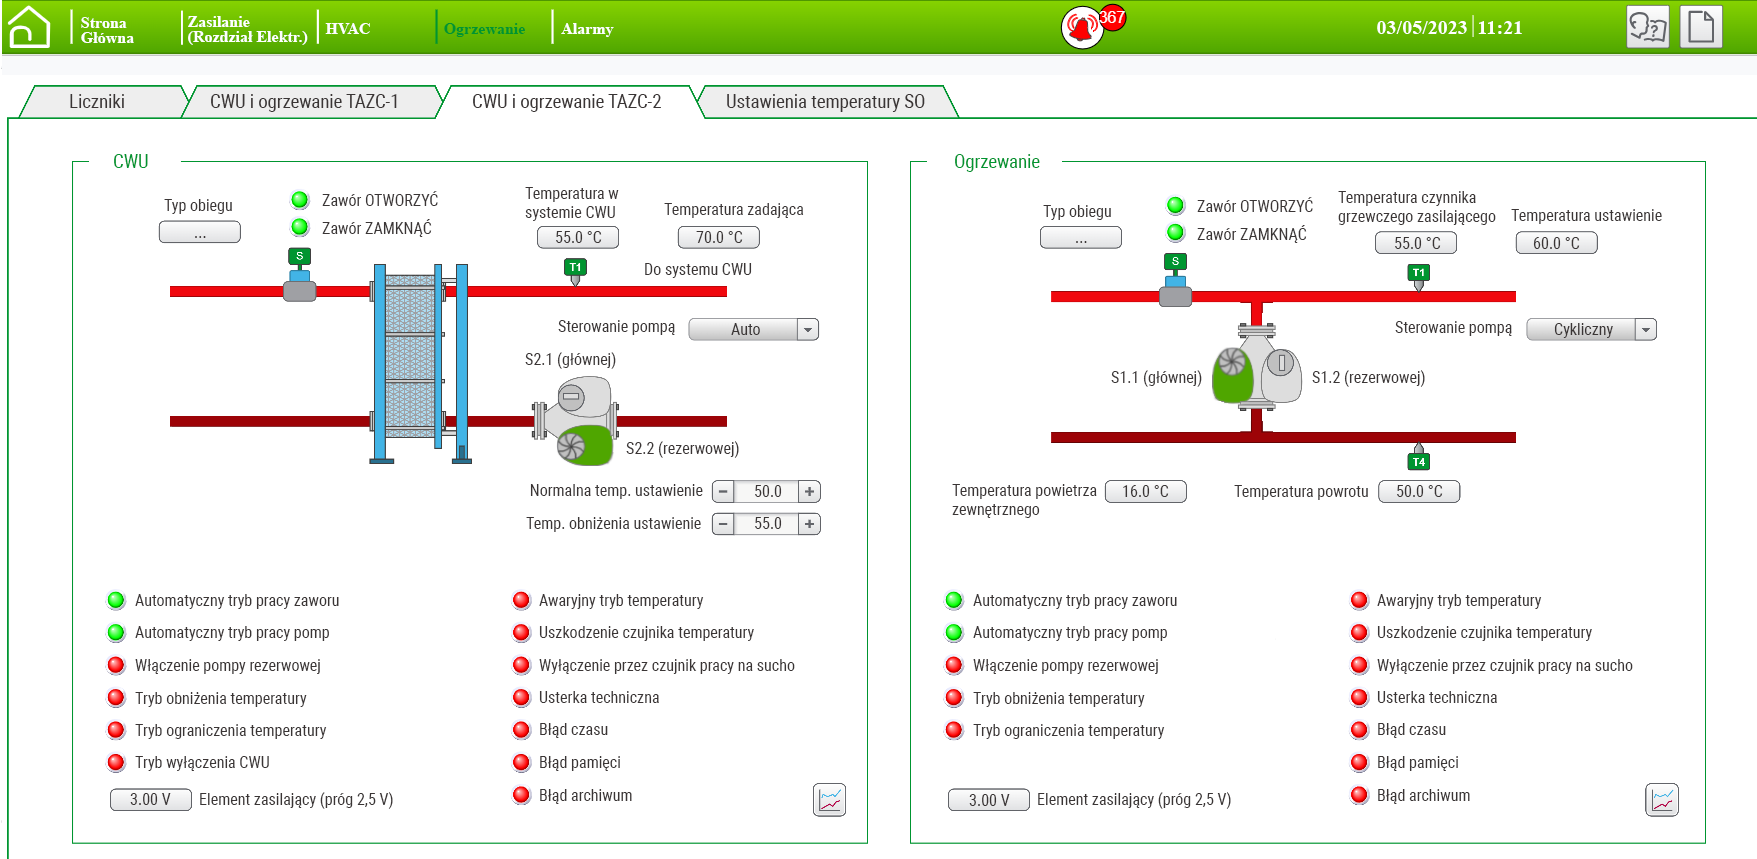 Strona
Główna
Zasilanie
(Rozdział Elektr.)
HVAC
Ogrzewanie
Alarmy
367
03/05/2023 11:21
Liczniki
CWU i ogrzewanie TAZC-1
CWU i ogrzewanie TAZC-2
Ustawienia temperatury SO
CWU
Typ obiegu
...
Zawór OTWORZYĆ
Zawór ZAMKNĄĆ
Temperatura w
systemie CWU
55.0 °C
Temperatura zadająca
70.0 °C
S
T1
Do systemu CWU
Sterowanie pompą
Auto
S2.1 (głównej)
S2.2 (rezerwowej)
Normalna temp. ustawienie
50.0
Temp. obniżenia ustawienie
55.0
Automatyczny tryb pracy zaworu
Automatyczny tryb pracy pomp
Włączenie pompy rezerwowej
Tryb obniżenia temperatury
Tryb ograniczenia temperatury
Tryb wyłączenia CWU
3.00 V
Element zasilający (próg 2,5 V)
Awaryjny tryb temperatury
Uszkodzenie czujnika temperatury
Wyłączenie przez czujnik pracy na sucho
Usterka techniczna
Błąd czasu
Błąd pamięci
Błąd archiwum
Ogrzewanie
Typ obiegu
...
Zawór OTWORZYĆ
Zawór ZAMKNĄĆ
Temperatura czynnika
grzewczego zasilającego
55.0 °C
Temperatura ustawienie
60.0 °C
S
T1
Sterowanie pompą
Cykliczny
S1.1 (głównej)
S1.2 (rezerwowej)
T4
Temperatura powietrza
zewnętrznego
16.0 °C
Temperatura powrotu
50.0 °C
Automatyczny tryb pracy zaworu
Automatyczny tryb pracy pomp
Włączenie pompy rezerwowej
Tryb obniżenia temperatury
Tryb ograniczenia temperatury
3.00 V
Element zasilający (próg 2,5 V)
Awaryjny tryb temperatury
Uszkodzenie czujnika temperatury
Wyłączenie przez czujnik pracy na sucho
Usterka techniczna
Błąd czasu
Błąd pamięci
Błąd archiwum